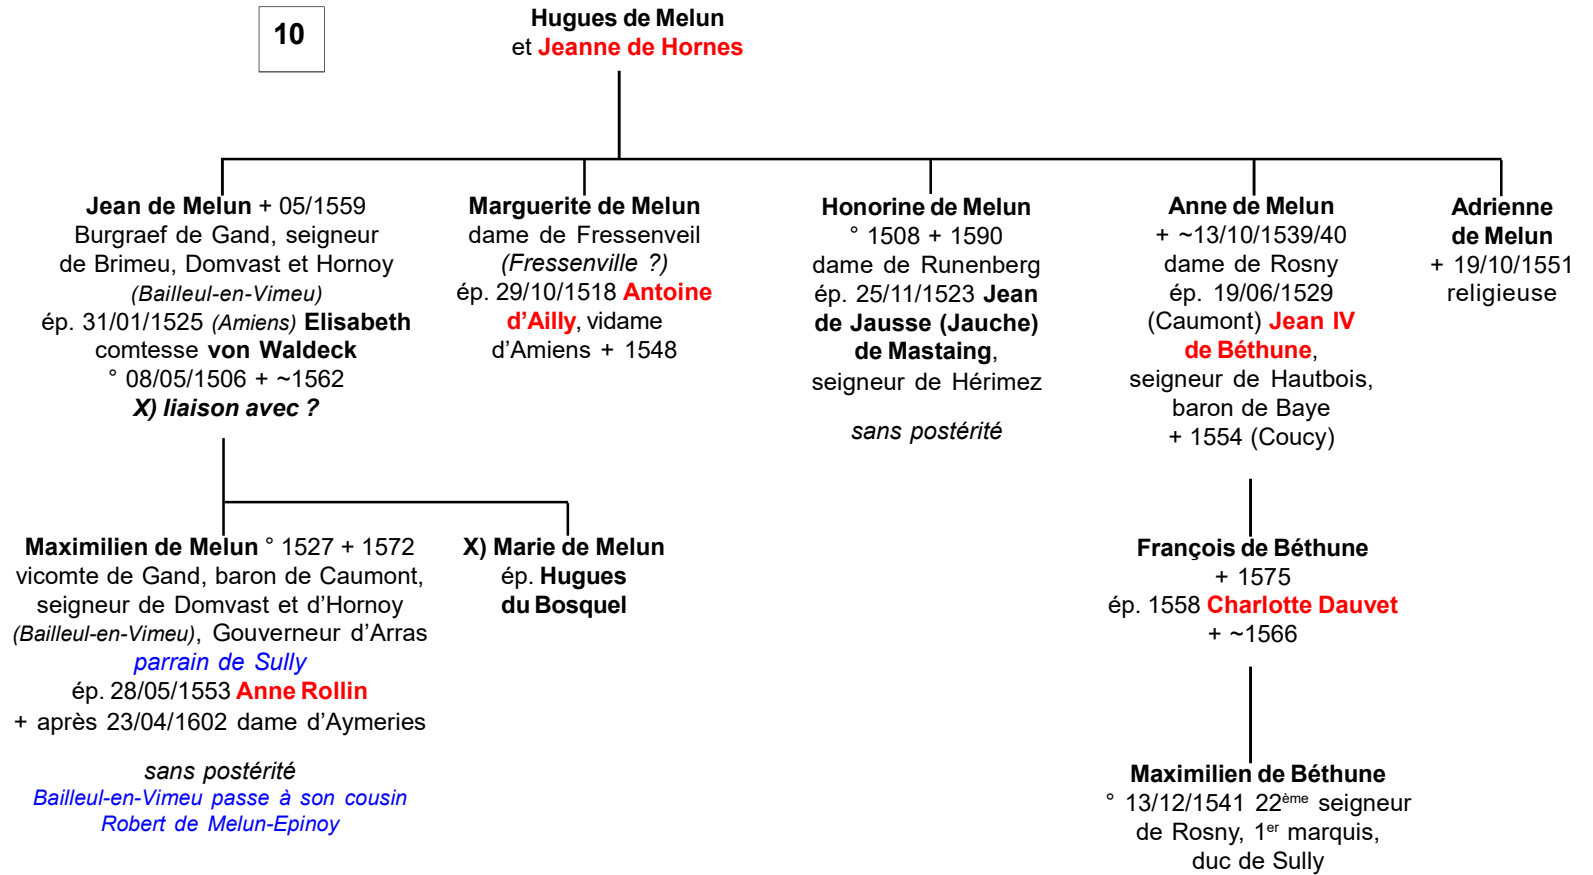 10
Hugues de Melun
et Jeanne de Hornes
Jean de Melun + 05/1559
Burgraef de Gand, seigneur
de Brimeu, Domvast et Hornoy
(Bailleul-en-Vimeu)
ép. 31/01/1525 (Amiens) Elisabeth
comtesse von Waldeck
° 08/05/1506 + ~1562
X) liaison avec ?
Marguerite de Melun
dame de Fressenveil
(Fressenville ?)
ép. 29/10/1518 Antoine
d’Ailly, vidame
d’Amiens + 1548
Honorine de Melun
° 1508 + 1590
dame de Runenberg
ép. 25/11/1523 Jean
de Jausse (Jauche)
de Mastaing,
seigneur de Hérimez
sans postérité
Anne de Melun
+ ~13/10/1539/40
dame de Rosny
ép. 19/06/1529
(Caumont) Jean IV
de Béthune,
seigneur de Hautbois,
baron de Baye
+ 1554 (Coucy)
Adrienne
de Melun
+ 19/10/1551
religieuse
Maximilien de Melun ° 1527 + 1572
vicomte de Gand, baron de Caumont,
seigneur de Domvast et d’Hornoy
(Bailleul-en-Vimeu), Gouverneur d’Arras
parrain de Sully
ép. 28/05/1553 Anne Rollin
+ après 23/04/1602 dame d’Aymeries
sans postérité
Bailleul-en-Vimeu passe à son cousin
Robert de Melun-Epinoy
X) Marie de Melun
ép. Hugues
du Bosquel
François de Béthune
+ 1575
ép. 1558 Charlotte Dauvet
+ ~1566
Maximilien de Béthune
° 13/12/1541 22ème seigneur
de Rosny, 1er marquis,
duc de Sully